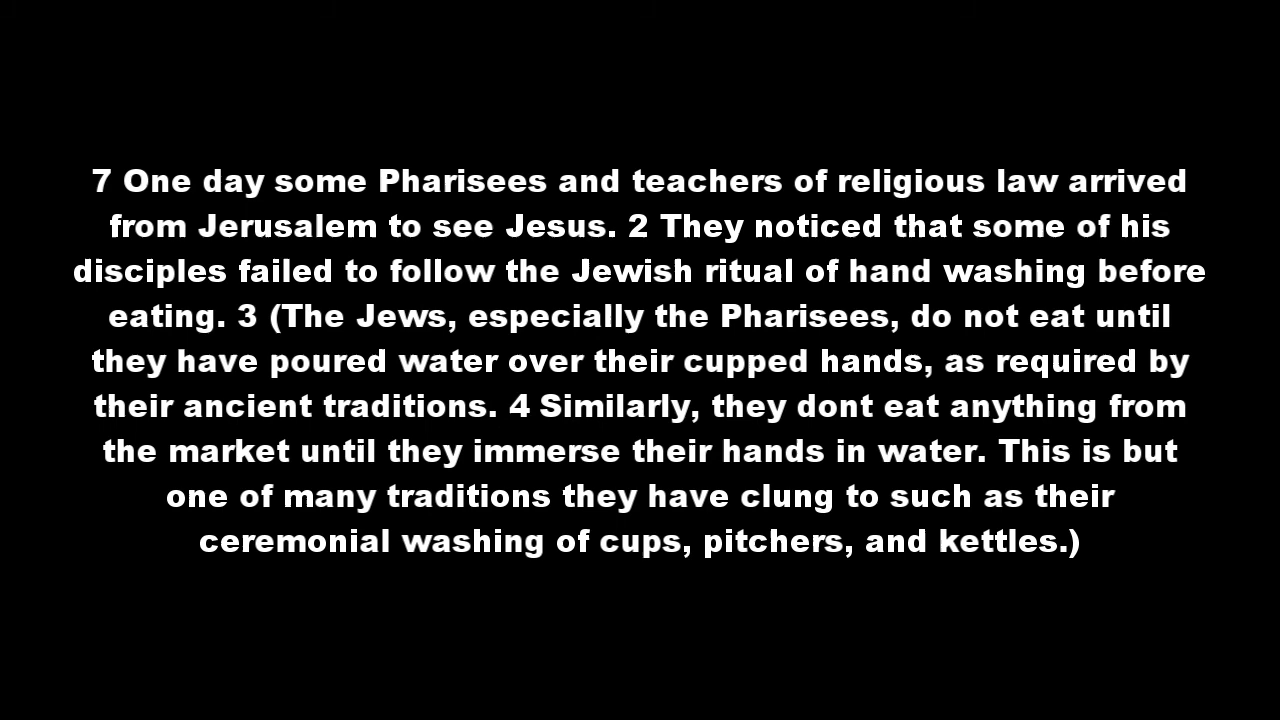 7 One day some Pharisees and teachers of religious law arrived
from Jerusalem to see Jesus. 2 They noticed that some of his
disciples failed to follow the Jewish ritual of hand washing before
eating. 3 (The Jews, especially the Pharisees, do not eat until
they have poured water over their cupped hands, as required by
their ancient traditions. 4 Similarly, they dont eat anything from
the market until they immerse their hands in water. This is but
one of many traditions they have clung to such as their
ceremonial washing of cups, pitchers, and kettles.)